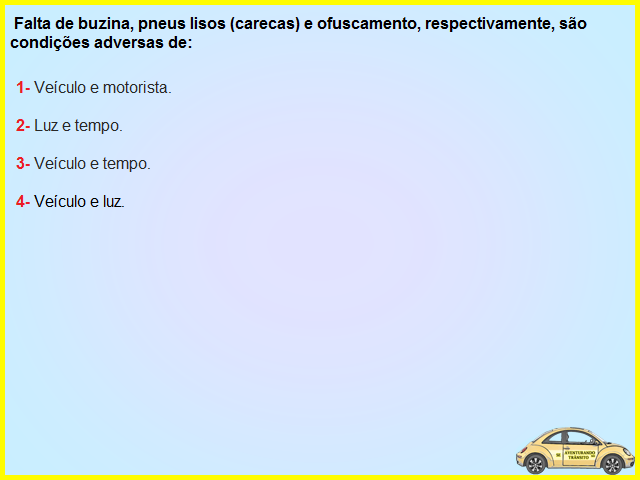 Falta de buzina, pneus lisos (carecas) e ofuscamento, respectivamente, são
condições adversas de:
1- Veículo e motorista.
2- Luz e tempo.
3- Veículo e tempo.
4- Veículo e luz.
AVENTURANDO
TRÂNSITO